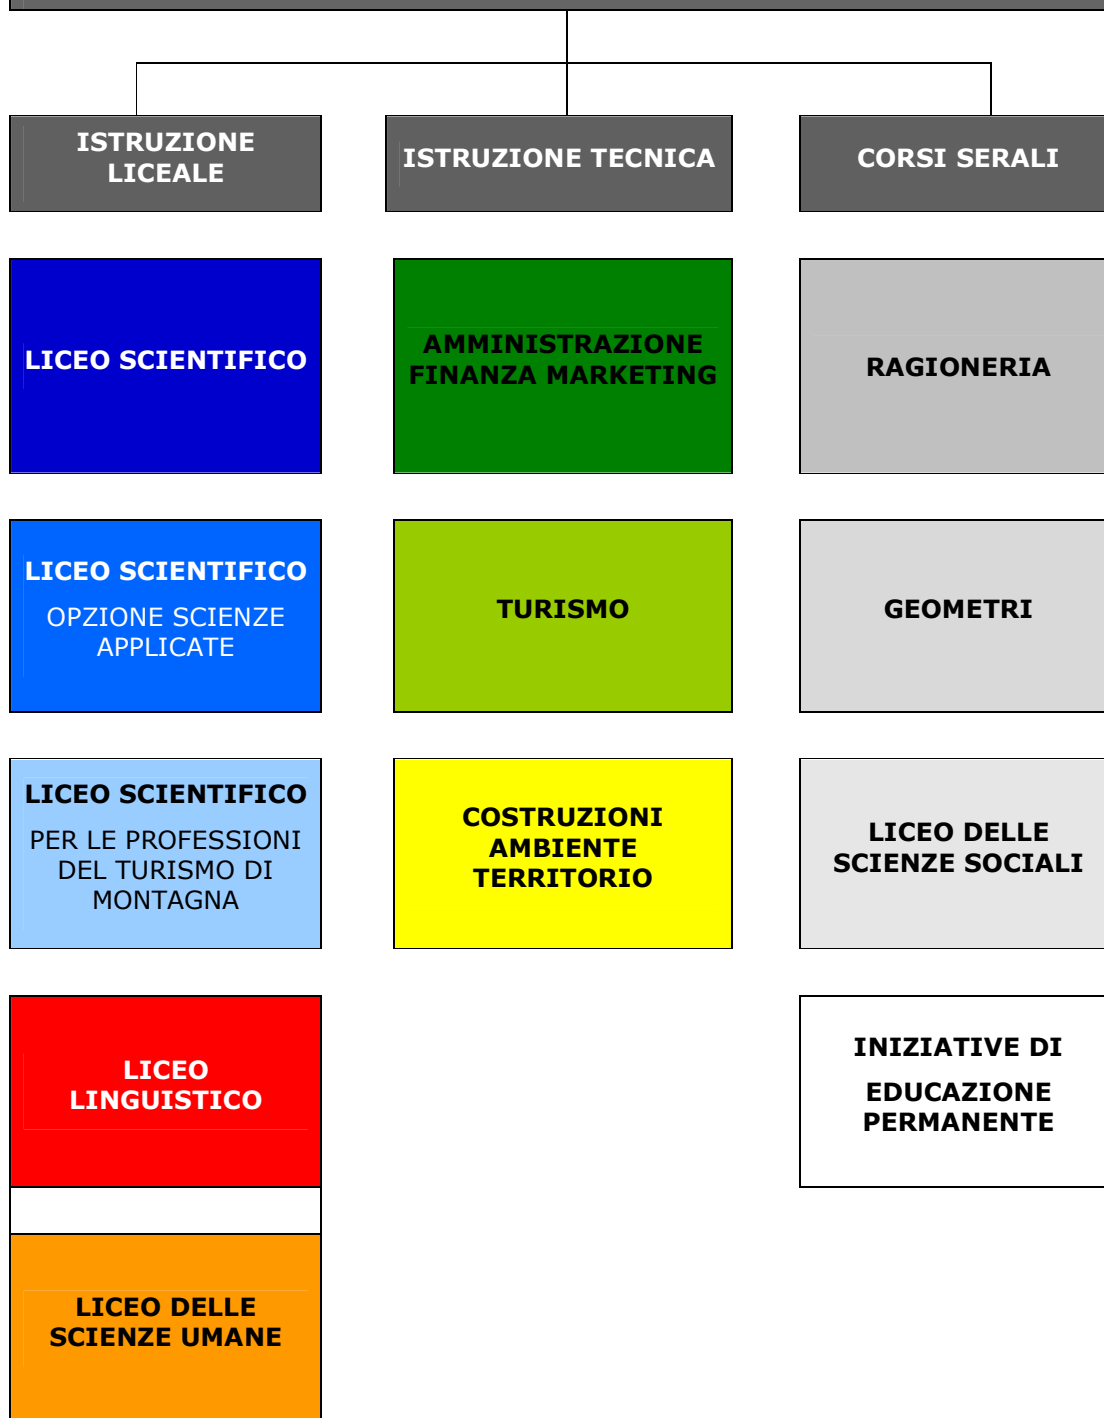 ISTRUZIONE
LICEALE
ISTRUZIONE TECNICA
CORSI SERALI
LICEO SCIENTIFICO
AMMINISTRAZIONE
FINANZA MARKETING
RAGIONERIA
LICEO SCIENTIFICO
OPZIONE SCIENZE
APPLICATE
TURISMO
GEOMETRI
LICEO SCIENTIFICO
PER LE PROFESSIONI
DEL TURISMO DI
MONTAGNA
COSTRUZIONI
AMBIENTE
TERRITORIO
LICEO DELLE
SCIENZE SOCIALI
LICEO
LINGUISTICO
INIZIATIVE DI
EDUCAZIONE
PERMANENTE
LICEO DELLE
SCIENZE UMANE